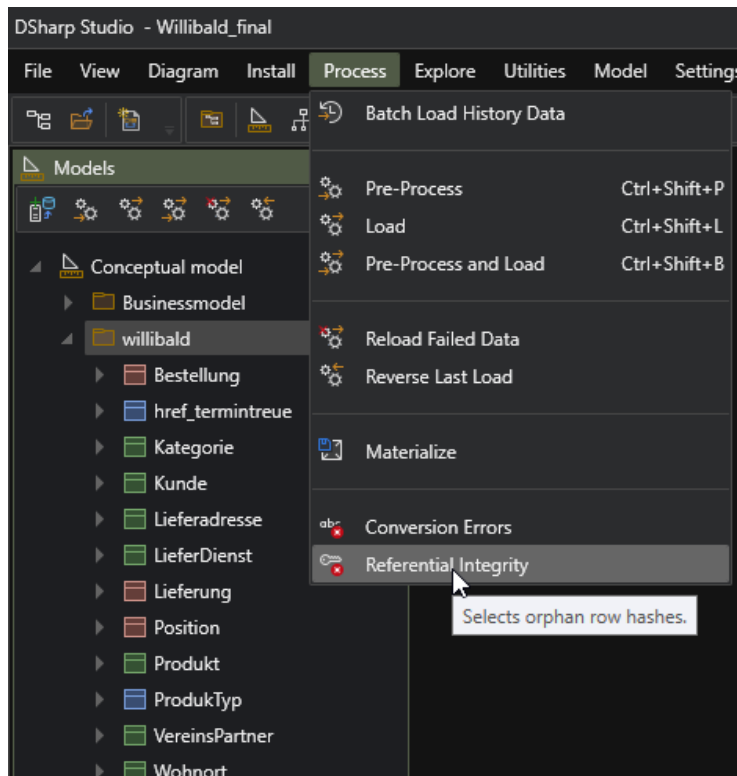 DSharp Studio - Willibald_final
File View Diagram Install Process Explore Utilities Model Settings
Batch Load History Data
Models
Pre-Process Ctrl+Shift+P
Load Ctrl+Shift+L
Pre-Process and Load Ctrl+Shift+B
Reload Failed Data
Reverse Last Load
Materialize
abc Conversion Errors
Referential Integrity
Selects orphan row hashes.
Conceptual model
Businessmodel
willibald
Bestellung
href_termintreue
Kategorie
Kunde
Lieferadresse
LieferDienst
Lieferung
Position
Produkt
ProdukTyp
VereinsPartner
Wohnort